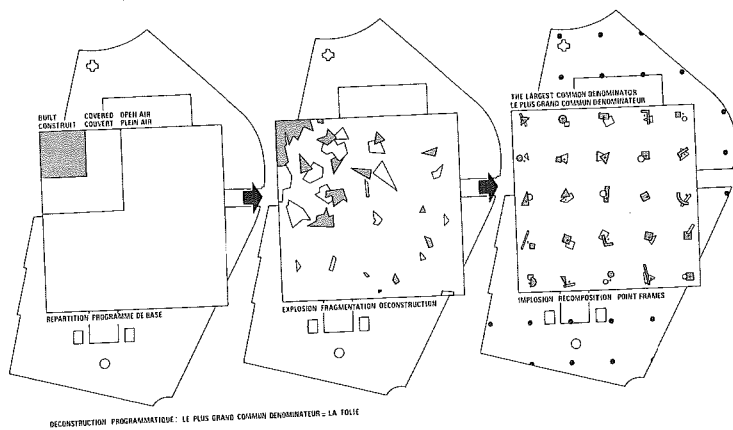 BUILT COVERED OPEN AIR
CONSTRUIT COUVERT PLEIN AIR
REPARTITION PROGRAMME DE BASE
EXPLOSION FRAGMENTATION DECONSTRUCTION
THE LARGEST COMMON DENOMINATOR
LE PLUS GRAND COMMUN DENOMINATEUR
IMPLOSION RECOMPOSITION POINT FRAMES
DECONSTRUCTION PROGRAMMATIQUE: LE PLUS GRAND COMMUN DENOMINATEUR = LA FOLIE